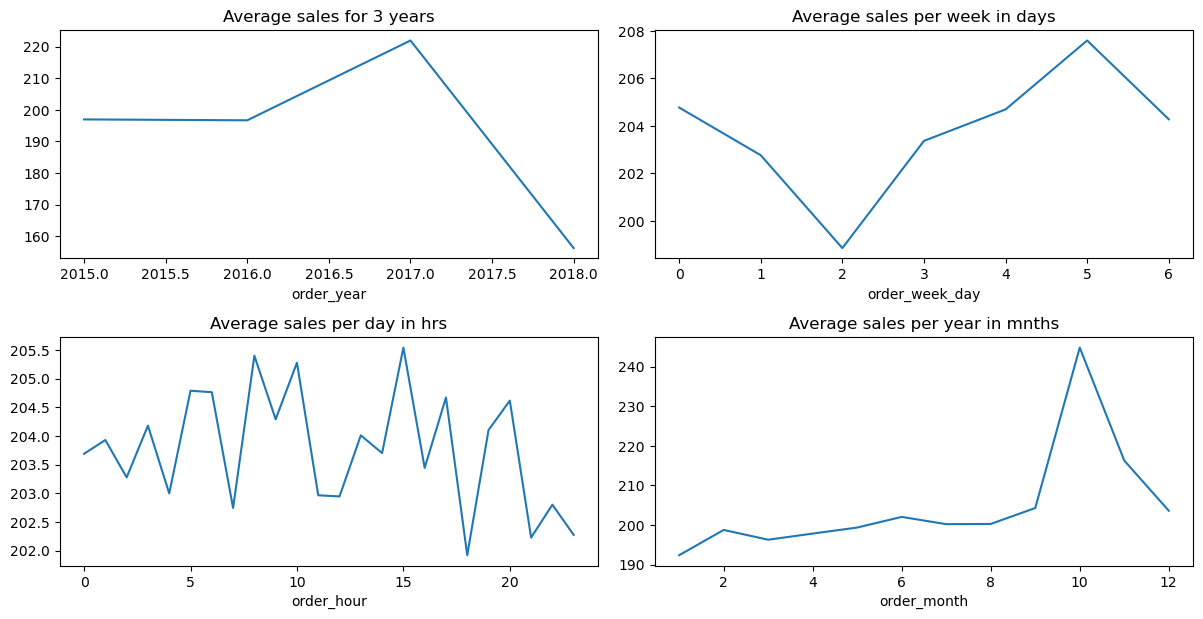 Average sales for 3 years
220
210
200
190
180
170
160
2015.0 2015.5 2016.0 2016.5 2017.0 2017.5 2018.0
order_year
Average sales per week in days
208
206
204
202
200
0 1 2 3 4 5 6
order_week_day
Average sales per day in hrs
205.5
205.0
204.5
204.0
203.5
203.0
202.5
202.0
0 5 10 15 20
order_hour
Average sales per year in mnths
240
230
220
210
200
190
2 4 6 8 10 12
order_month